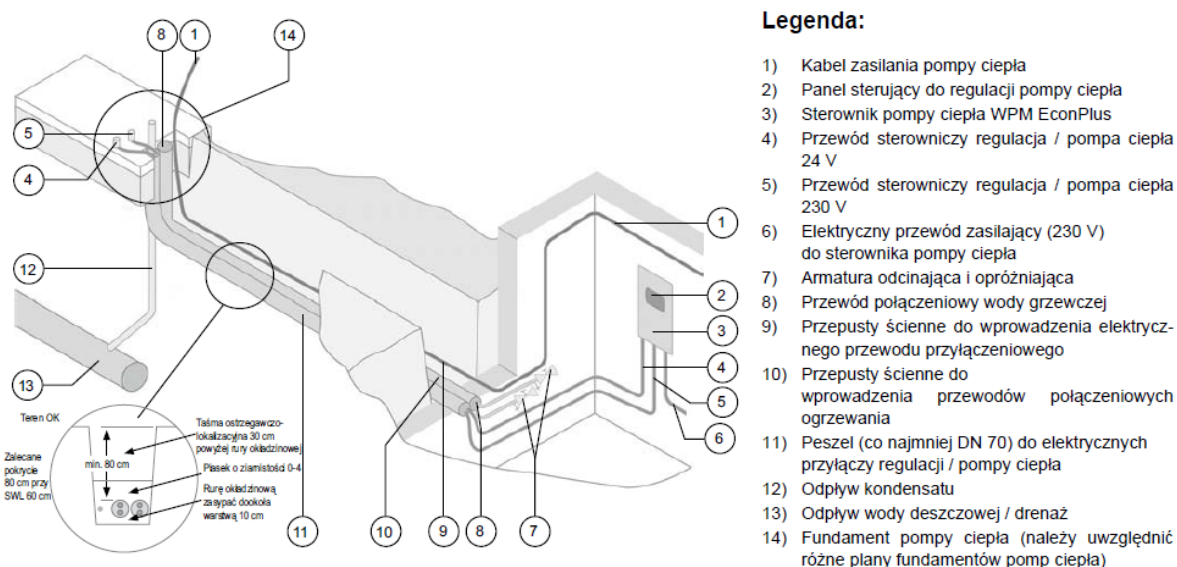 8
1
14
5
4
12
13
1
2
3
4
5
6
11
10
9
8
7
Teren OK
Zalecane
pokrycie
80 cm przy
SWL 60 cm
min. 80 cm
Taśma ostrzegawczo-
lokalizacyjna 30 cm
powyżej rury okładzinowej
Piasek o ziarnistości 0-4
Rurę okładzinową
zasypać dookoła
warstwą 10 cm
Legenda:
1) Kabel zasilania pompy ciepła
2) Panel sterujący do regulacji pompy ciepła
3) Sterownik pompy ciepła WPM EconPlus
4) Przewód sterowniczy regulacja / pompa ciepła
24 V
5) Przewód sterowniczy regulacja / pompa ciepła
230 V
6) Elektryczny przewód zasilający (230 V)
do sterownika pompy ciepła
7) Armatura odcinająca i opróżniająca
8) Przewód połączeniowy wody grzewczej
9) Przepusty ścienne do wprowadzenia elektrycz-
nego przewodu przyłączeniowego
10) Przepusty ścienne do
wprowadzenia przewodów połączeniowych
ogrzewania
11) Peszel (co najmniej DN 70) do elektrycznych
przyłączy regulacji / pompy ciepła
12) Odpływ kondensatu
13) Odpływ wody deszczowej / drenaż
14) Fundament pompy ciepła (należy uwzględnić
różne plany fundamentów pomp ciepła)